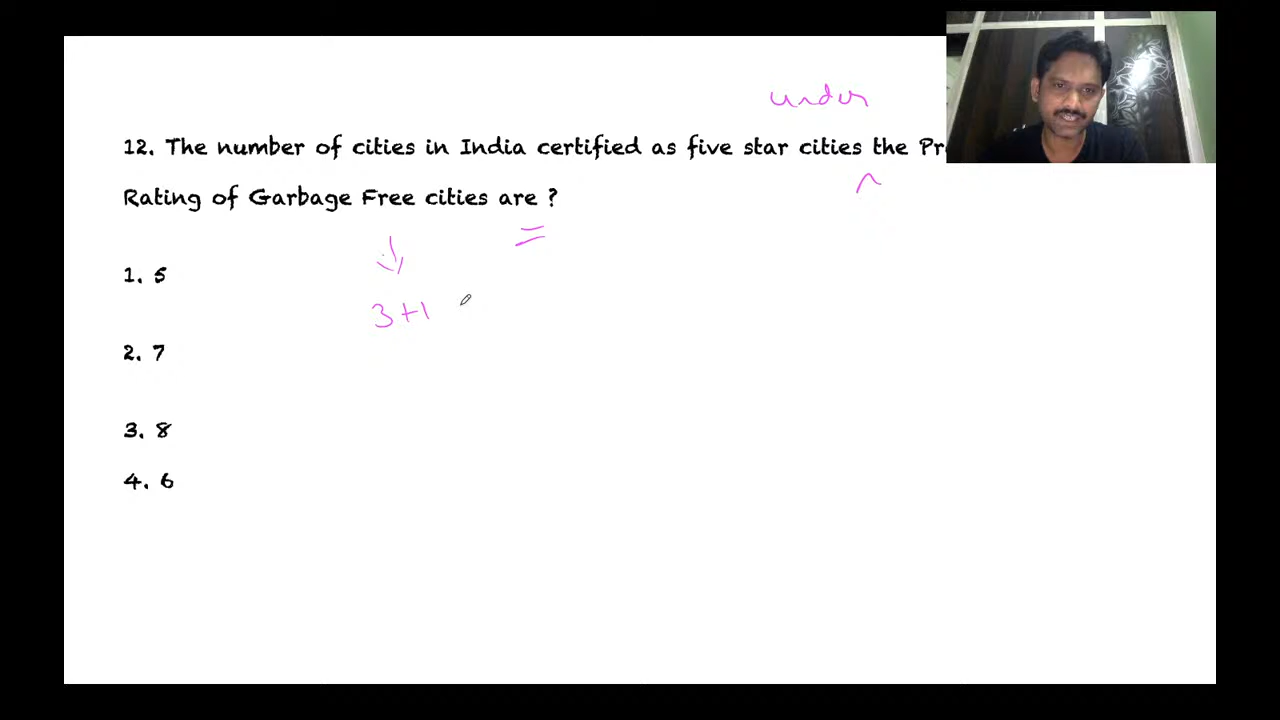 under
12. The number of cities in India certified as five star cities the
Rating of Garbage Free cities are ?
1. 5
3+1
2. 7
3. 8
4. 6